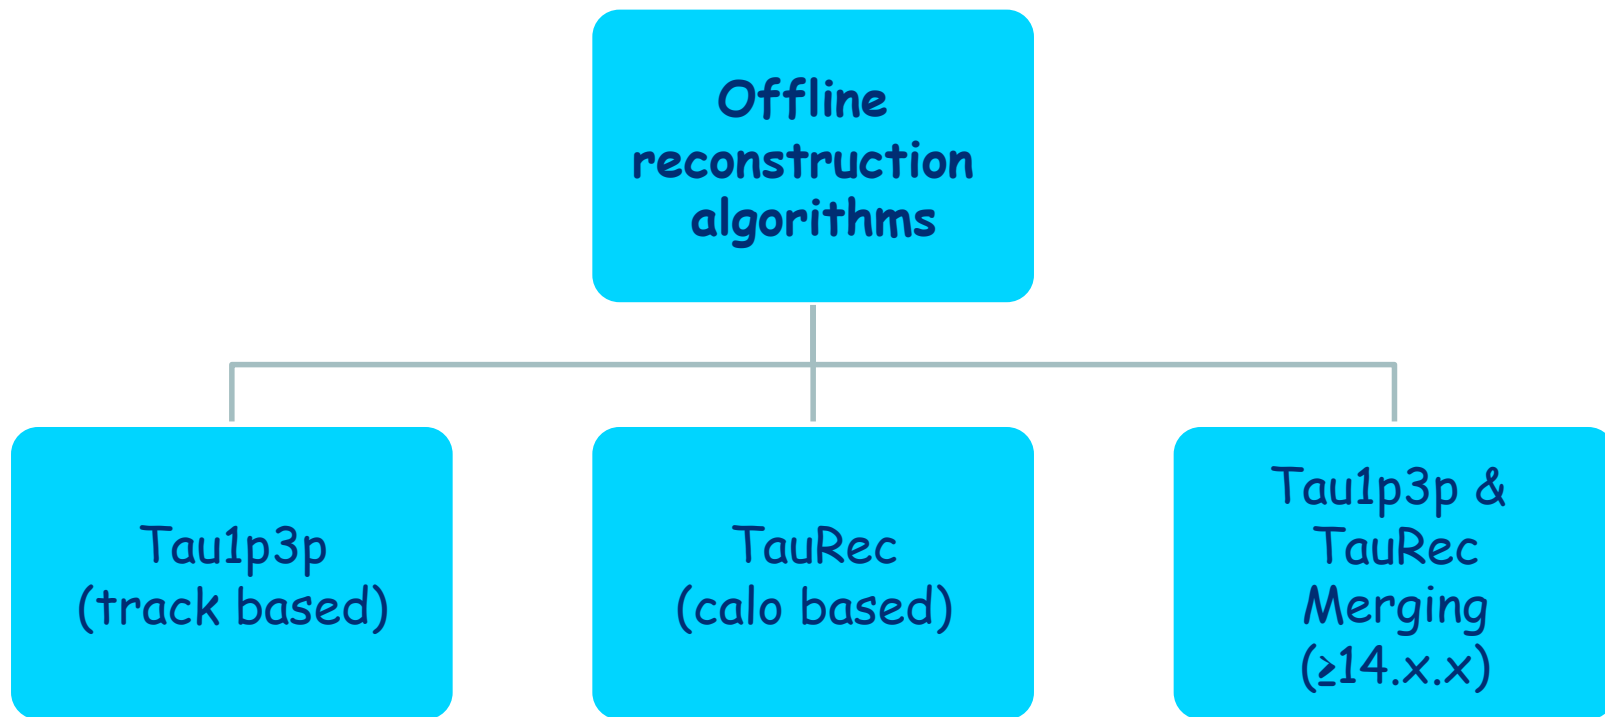 Offline
reconstruction
algorithms
Tau1p3p
(track based)
TauRec
(calo based)
Tau1p3p &
TauRec
Merging
(≥14.x.x)